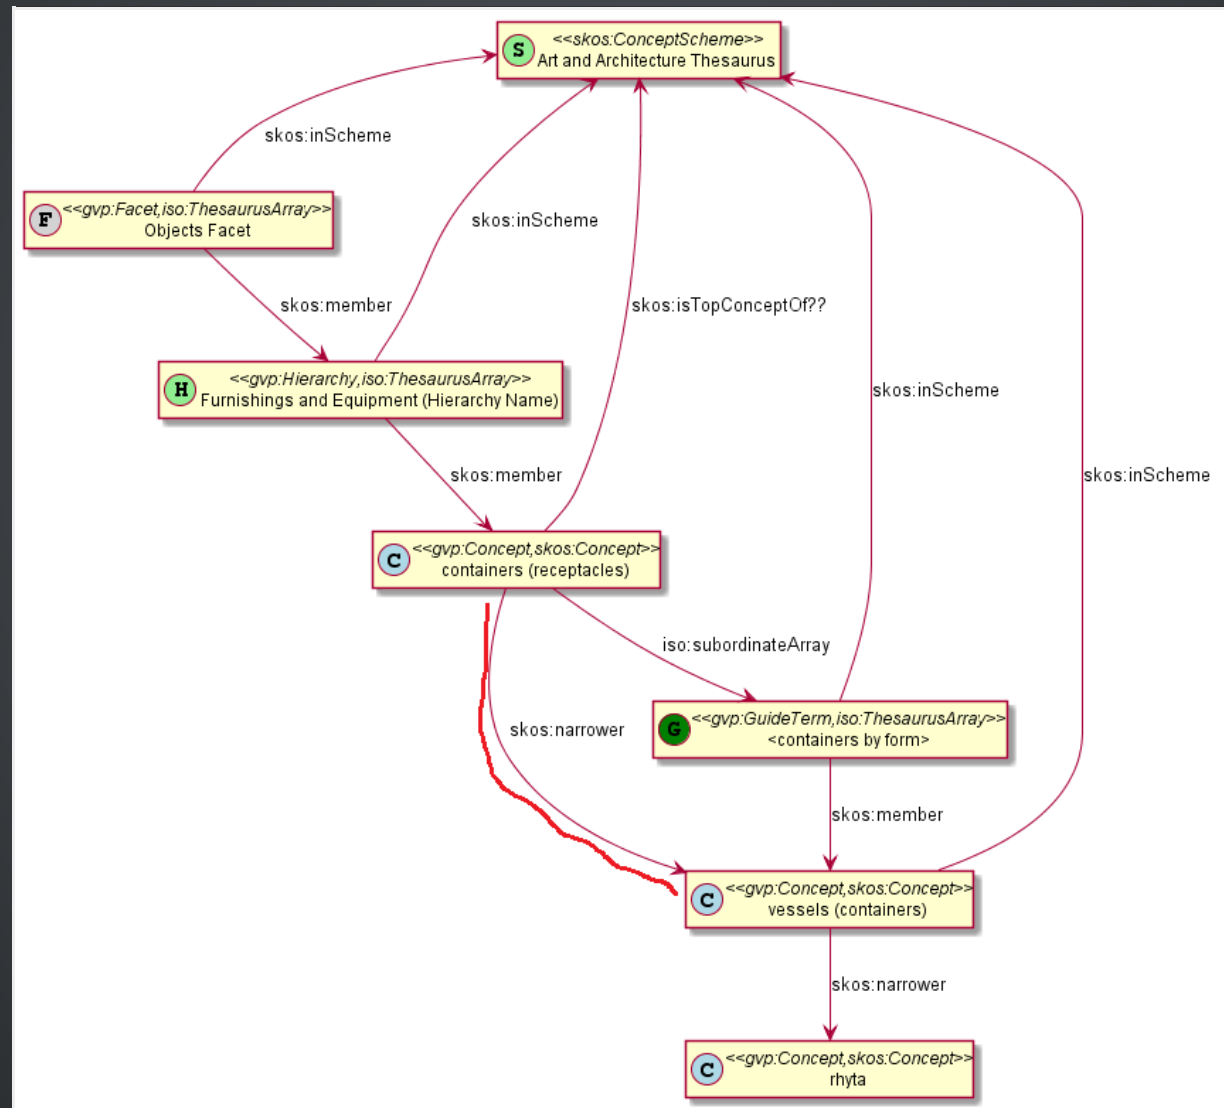 S
<<skos:ConceptScheme>>
Art and Architecture Thesaurus
skos:inScheme
F
<<gvp:Facet,iso:ThesaurusArray>>
Objects Facet
skos:inScheme
skos:member
skos:isTopConceptOf??
H
<<gvp:Hierarchy,iso:ThesaurusArray>>
Furnishings and Equipment (Hierarchy Name)
skos:inScheme
skos:member
skos:inScheme
C
<<gvp:Concept,skos:Concept>>
containers (receptacles)
iso:subordinateArray
skos:narrower
G
<<gvp:GuideTerm,iso:ThesaurusArray>>
<containers by form>
skos:member
C
<<gvp:Concept,skos:Concept>>
vessels (containers)
skos:narrower
C
<<gvp:Concept,skos:Concept>>
rhyta